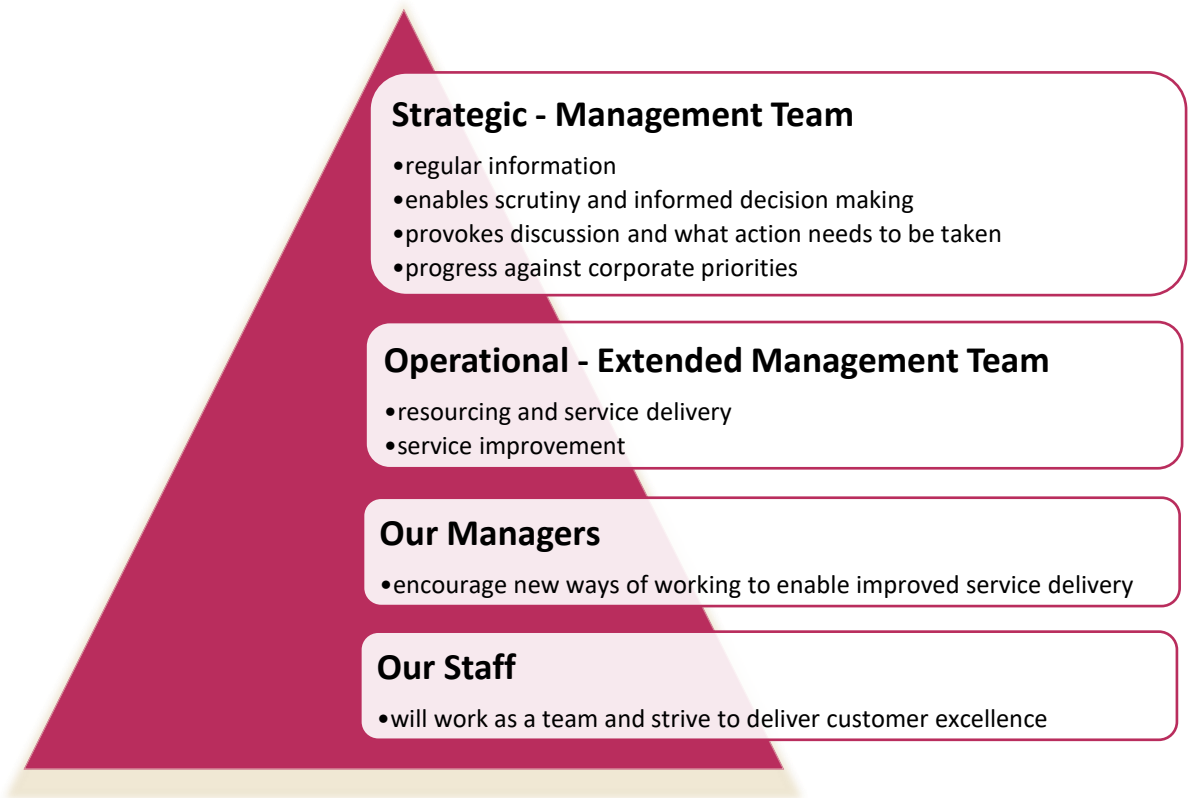 Strategic - Management Team
•regular information
•enables scrutiny and informed decision making
•provokes discussion and what action needs to be taken
•progress against corporate priorities
Operational - Extended Management Team
•resourcing and service delivery
•service improvement
Our Managers
•encourage new ways of working to enable improved service delivery
Our Staff
•will work as a team and strive to deliver customer excellence